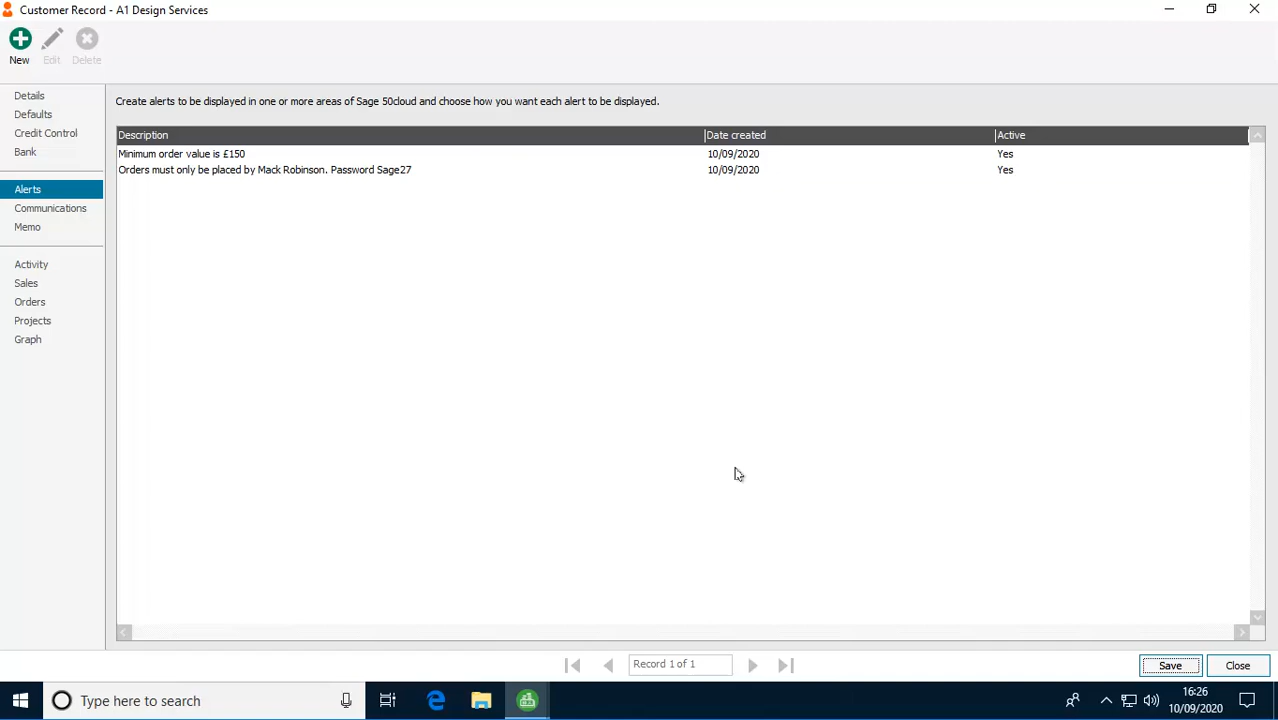 Customer Record - A1 Design Services
New Edit Delete
Details
Defaults
Credit Control
Bank
Alerts
Communications
Memo
Activity
Sales
Orders
Projects
Graph
Create alerts to be displayed in one or more areas of Sage 50cloud and choose how you want each alert to be displayed.
Description Date created Active
Minimum order value is £150 10/09/2020 Yes
Orders must only be placed by Mack Robinson. Password Sage27 10/09/2020 Yes
Record 1 of 1
Save Close
Type here to search
16:26
10/09/2020